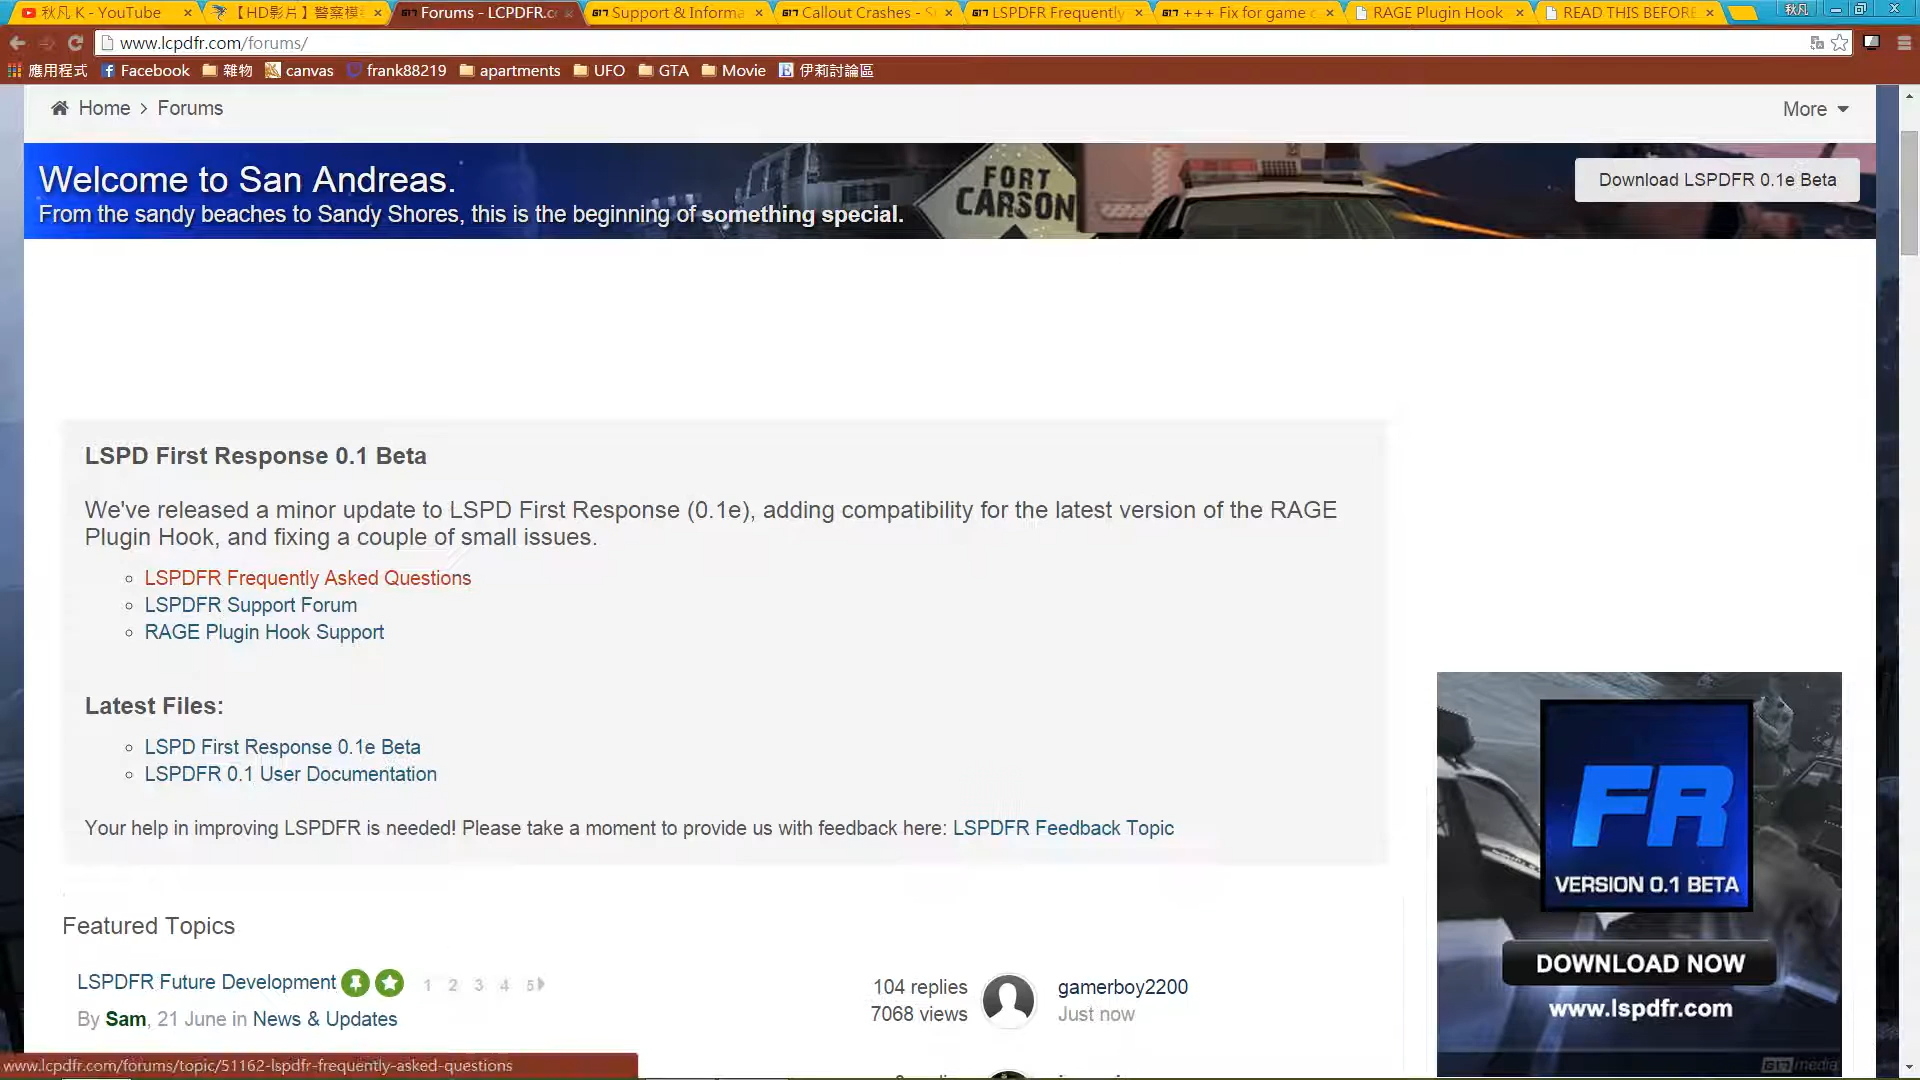 秋凡 K - YouTube
【HD影片】警察模
Forums - LCPDFR.c
Support & Informa
Callout Crashes - S
LSPDFR Frequently
+++ Fix for game c
RAGE Plugin Hook
READ THIS BEFORE
秋凡
www.lcpdfr.com/forums/
應用程式
Facebook
雜物
canvas
frank88219
apartments
UFO
GTA
Movie
伊莉討論區
Home > Forums
More
Welcome to San Andreas.
From the sandy beaches to Sandy Shores, this is the beginning of something special.
FORT
CARSON
Download LSPDFR 0.1e Beta
LSPD First Response 0.1 Beta
We've released a minor update to LSPD First Response (0.1e), adding compatibility for the latest version of the RAGE
Plugin Hook, and fixing a couple of small issues.
LSPDFR Frequently Asked Questions
LSPDFR Support Forum
RAGE Plugin Hook Support
Latest Files:
LSPD First Response 0.1e Beta
LSPDFR 0.1 User Documentation
Your help in improving LSPDFR is needed! Please take a moment to provide us with feedback here: LSPDFR Feedback Topic
FR
VERSION 0.1 BETA
DOWNLOAD NOW
www.lspdfr.com
G17 media
Featured Topics
LSPDFR Future Development
1 2 3 4 5
By Sam, 21 June in News & Updates
104 replies
7068 views
gamerboy2200
Just now
www.lcpdfr.com/forums/topic/51162-lspdfr-frequently-asked-questions